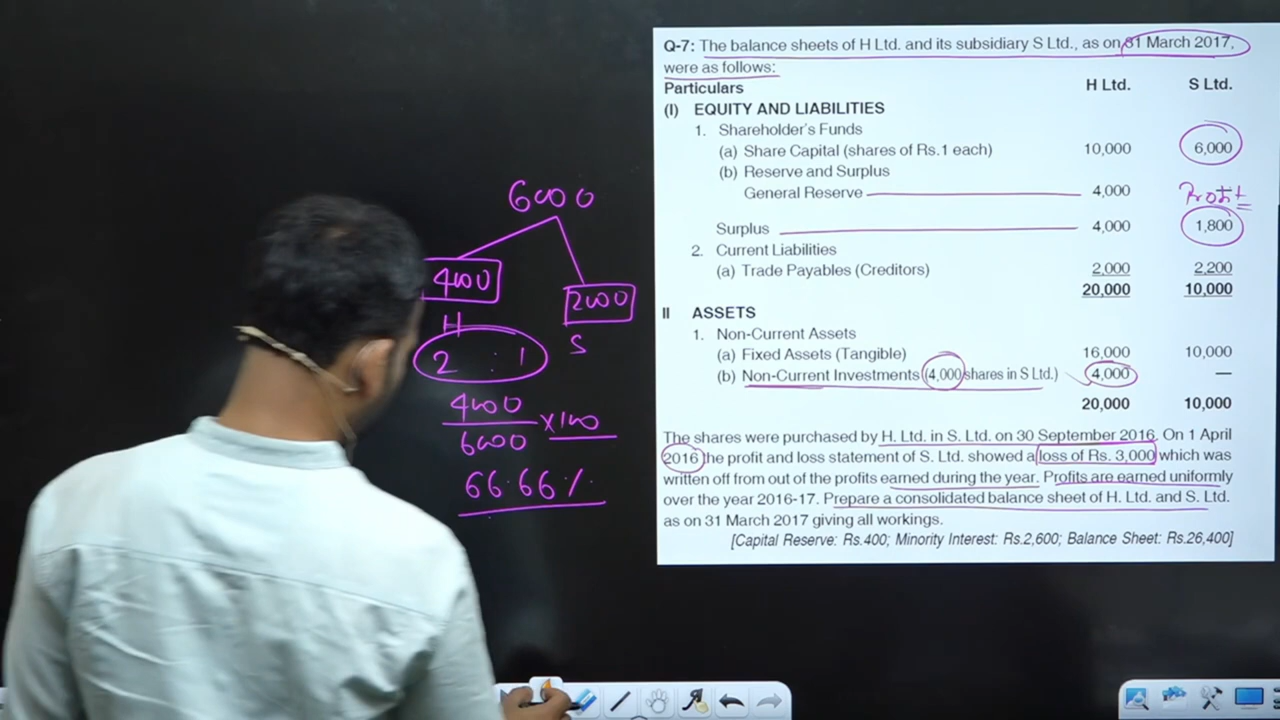 Q-7: The balance sheets of H Ltd. and its subsidiary S Ltd., as on 31 March 2017,
were as follows:
Particulars H Ltd. S Ltd.
(I) EQUITY AND LIABILITIES
1. Shareholder's Funds
(a) Share Capital (shares of Rs.1 each) 10,000 6,000
(b) Reserve and Surplus
General Reserve 4,000 Profit
Surplus 4,000 1,800
2. Current Liabilities
(a) Trade Payables (Creditors) 2,000 2,200
20,000 10,000
II ASSETS
1. Non-Current Assets
(a) Fixed Assets (Tangible) 16,000 10,000
(b) Non-Current Investments (4,000 shares in S Ltd.) 4,000 —
20,000 10,000
The shares were purchased by H. Ltd. in S. Ltd. on 30 September 2016. On 1 April
2016 the profit and loss statement of S. Ltd. showed a loss of Rs. 3,000 which was
written off from out of the profits earned during the year. Profits are earned uniformly
over the year 2016-17. Prepare a consolidated balance sheet of H. Ltd. and S. Ltd.
as on 31 March 2017 giving all workings.
[Capital Reserve: Rs.400; Minority Interest: Rs.2,600; Balance Sheet: Rs.26,400]
6000
4000 2000
H S
2 : 1
4000
6000 ×100
66.66%